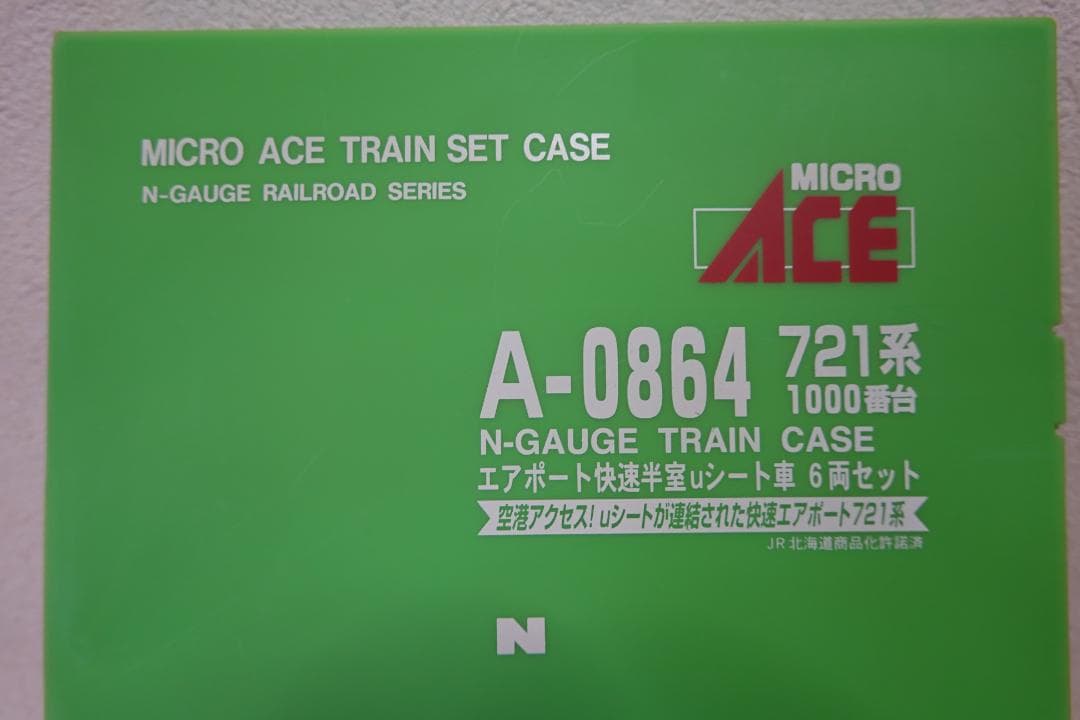 MICRO ACE TRAIN SET CASE
N-GAUGE RAILROAD SERIES
MICRO
ACE
A-0864 721系
1000番台
N-GAUGE TRAIN CASE
エアポート快速半室uシート車 6両セット
空港アクセス! uシートが連結された快速エアポート721系
JR北海道商品化許諾済
N